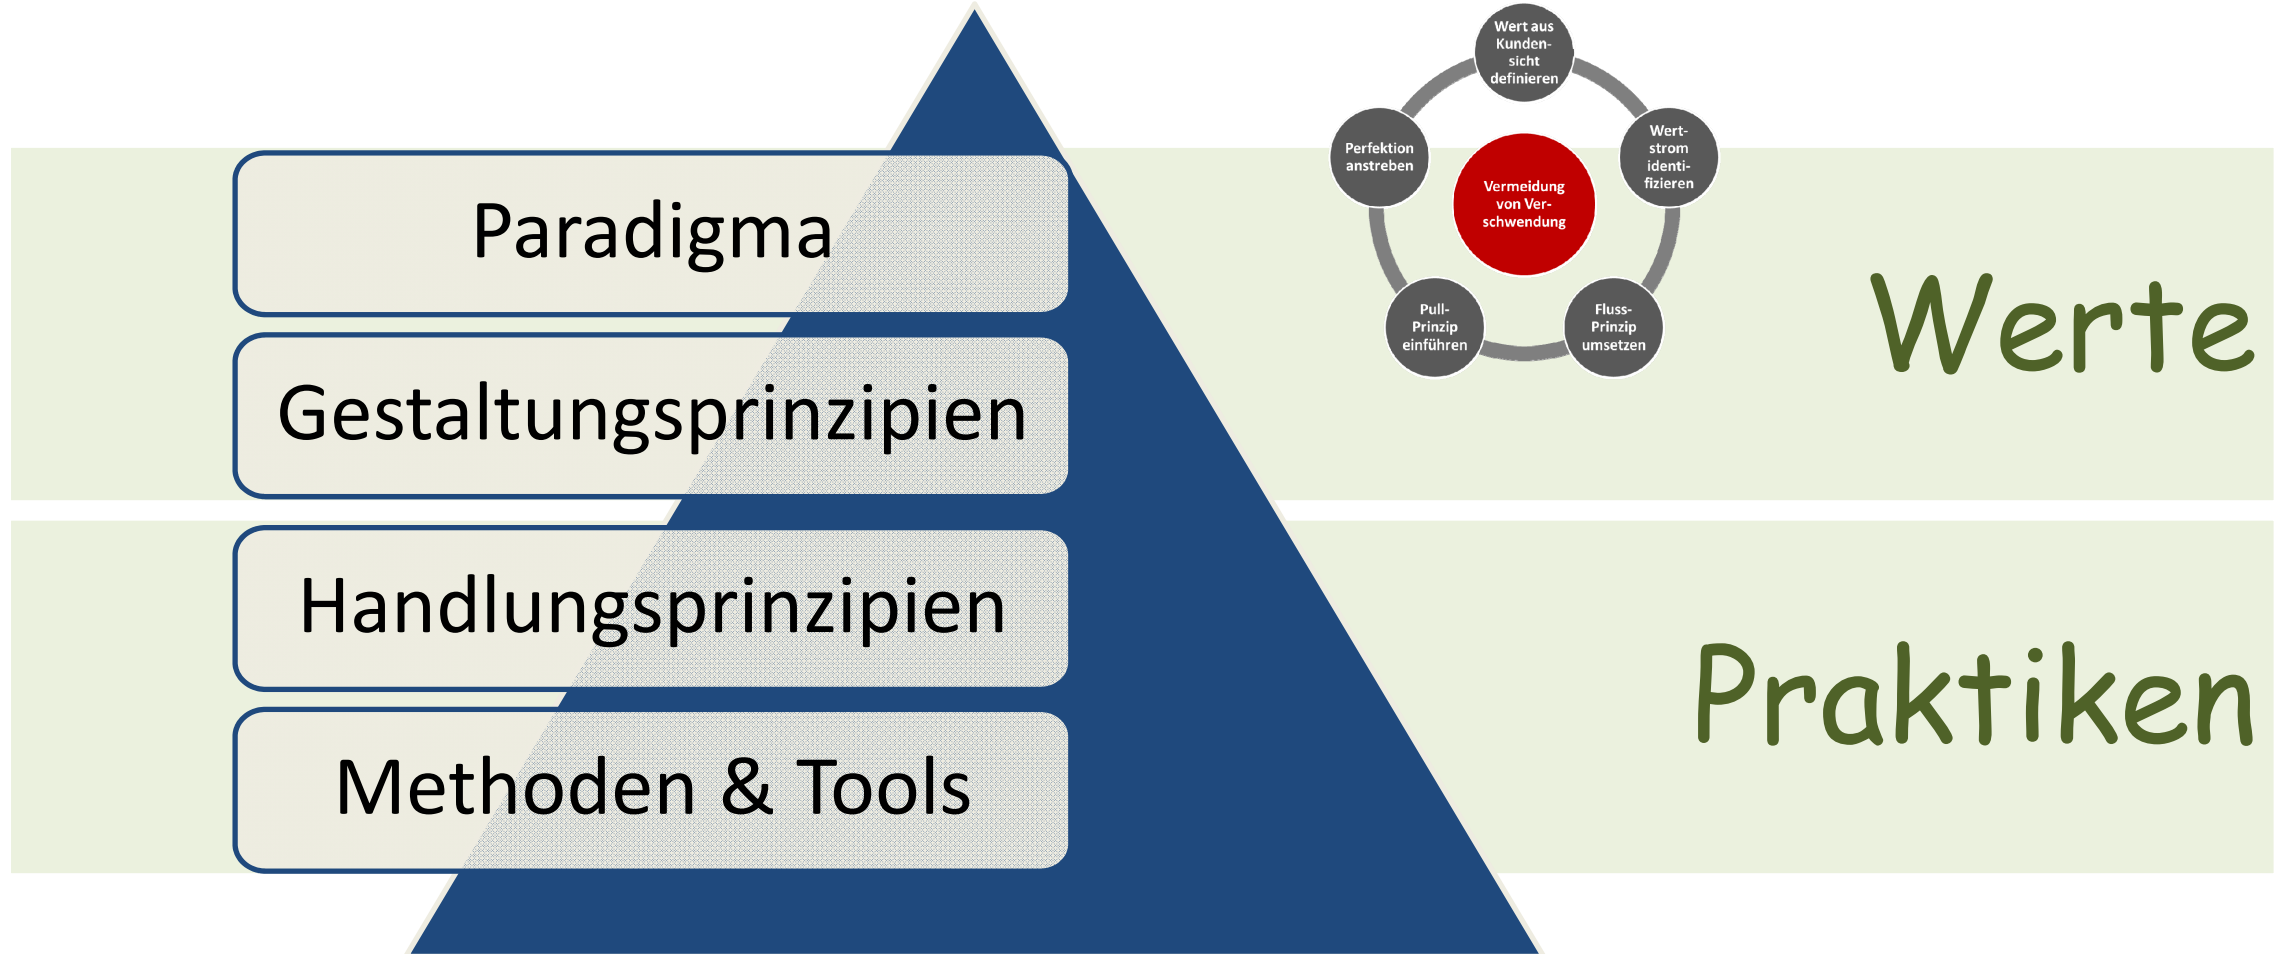 Paradigma
Gestaltungsprinzipien
Handlungsprinzipien
Methoden & Tools
Wert aus
Kunden-
sicht
definieren
Wert-
strom
identi-
fizieren
Fluss-
Prinzip
umsetzen
Pull-
Prinzip
einführen
Perfektion
anstreben
Vermeidung
von Ver-
schwendung
Werte
Praktiken